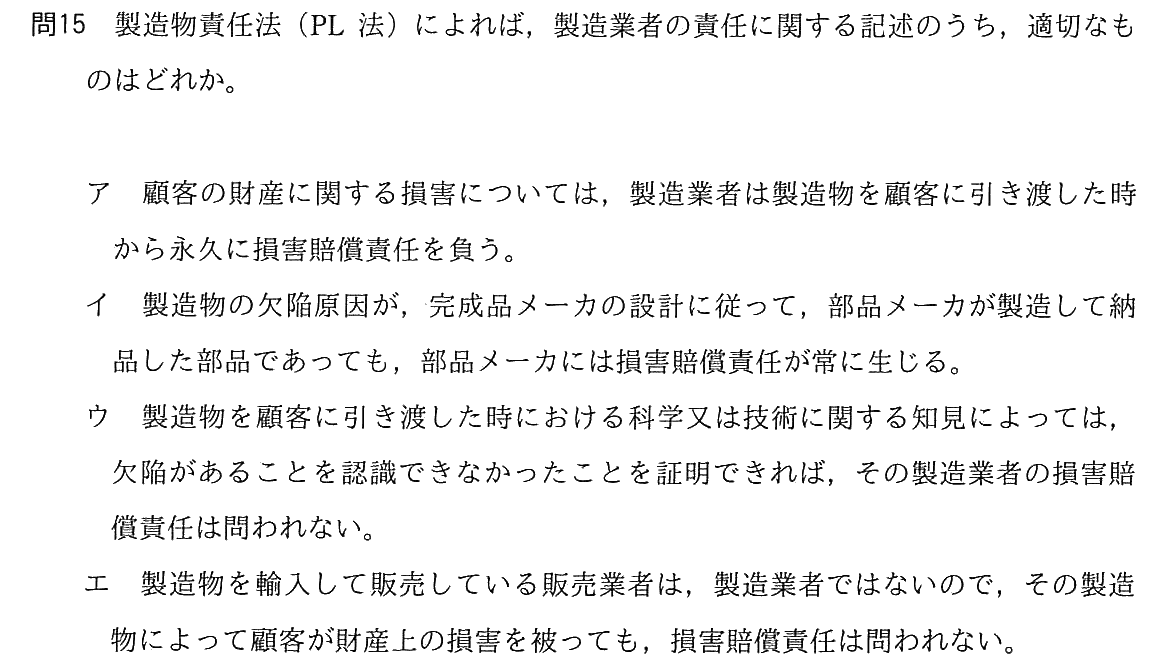 問15　製造物責任法（PL 法）によれば，製造業者の責任に関する記述のうち，適切なも
のはどれか。
ア　顧客の財産に関する損害については，製造業者は製造物を顧客に引き渡した時
から永久に損害賠償責任を負う。
イ　製造物の欠陥原因が，完成品メーカの設計に従って，部品メーカが製造して納
品した部品であっても，部品メーカには損害賠償責任が常に生じる。
ウ　製造物を顧客に引き渡した時における科学又は技術に関する知見によっては，
欠陥があることを認識できなかったことを証明できれば，その製造業者の損害賠
償責任は問われない。
エ　製造物を輸入して販売している販売業者は，製造業者ではないので，その製造
物によって顧客が財産上の損害を被っても，損害賠償責任は問われない。